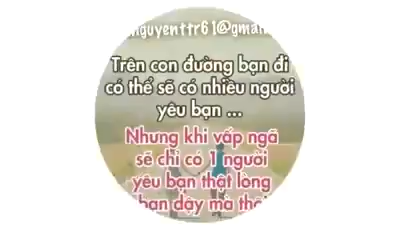 nguyenttr61@gmai
Trên con đường bạn đi
có thể sẽ có nhiều người
yêu bạn ...
Nhưng khi vấp ngã
sẽ chỉ có 1 người
yêu bạn thật lòng
bạn dậy mà thôi